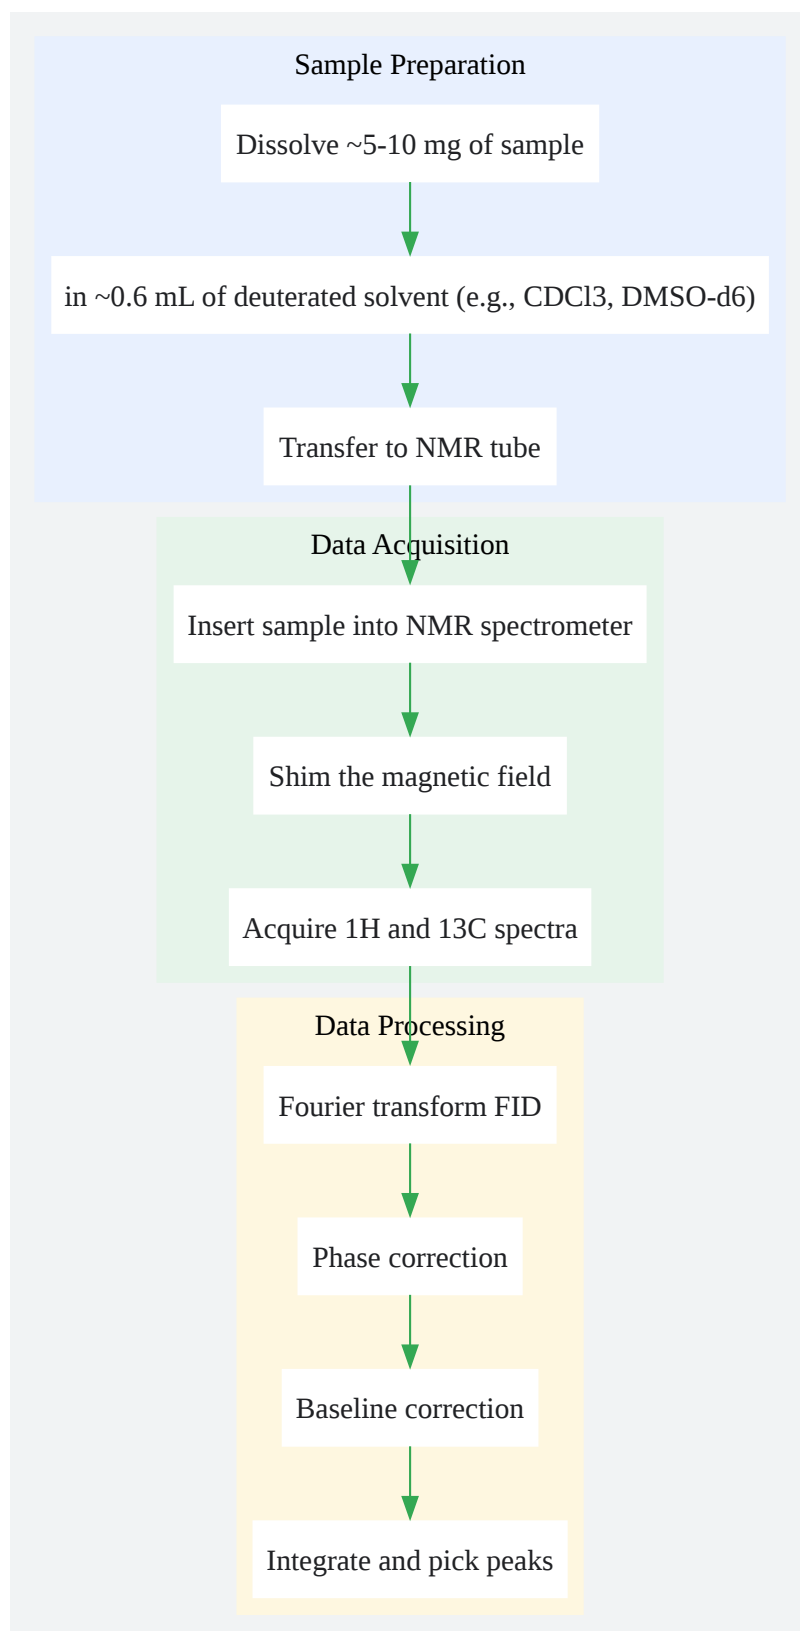 Sample Preparation
Dissolve ~5-10 mg of sample
in ~0.6 mL of deuterated solvent (e.g., CDCl3, DMSO-d6)
Transfer to NMR tube
Data Acquisition
Insert sample into NMR spectrometer
Shim the magnetic field
Acquire 1H and 13C spectra
Data Processing
Fourier transform FID
Phase correction
Baseline correction
Integrate and pick peaks